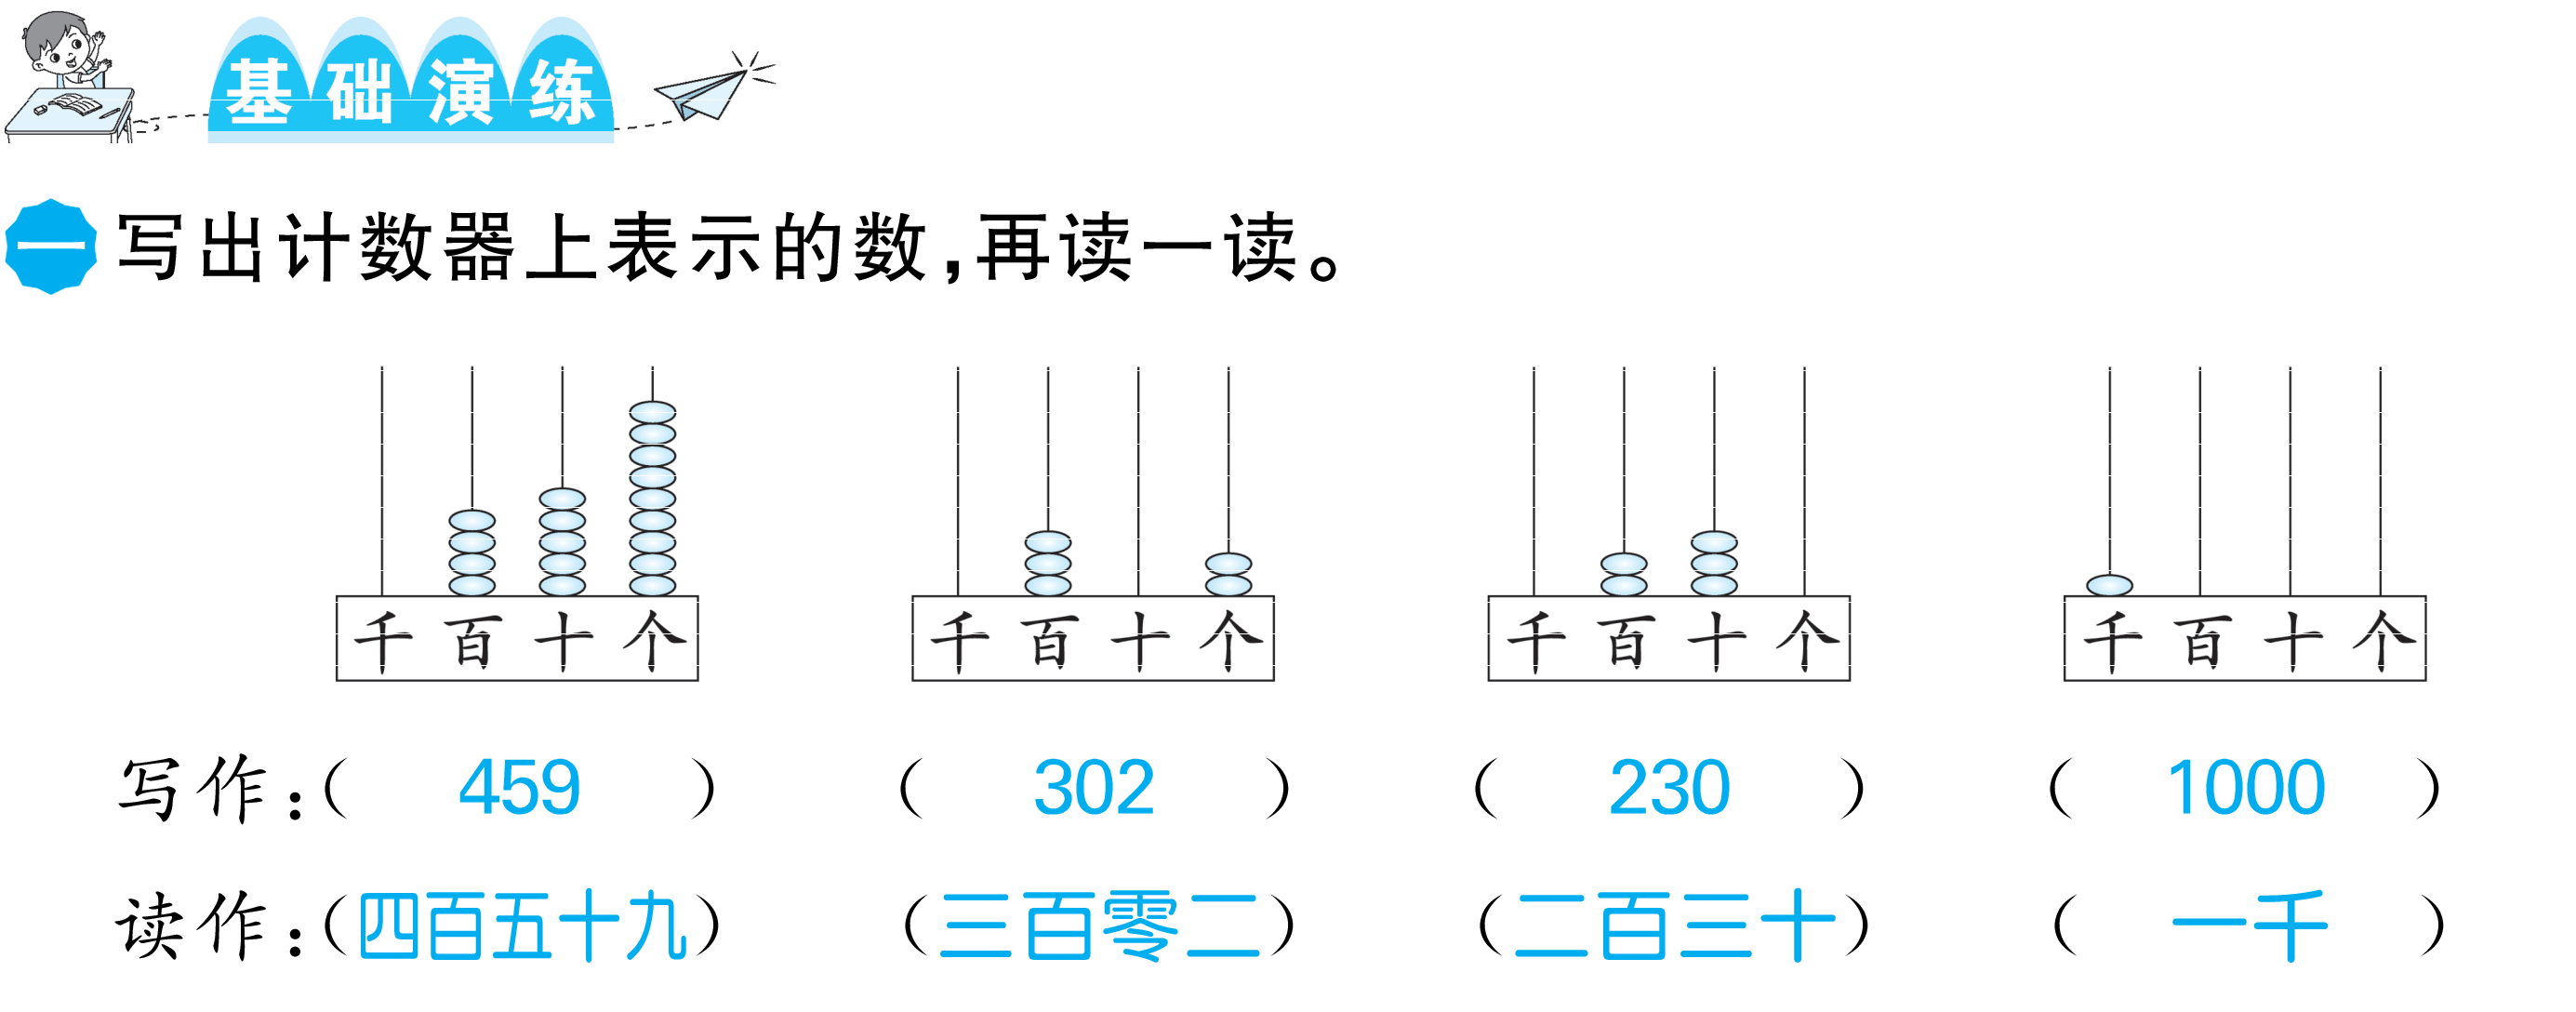 基础演练
一 写出计数器上表示的数,再读一读。
千 百 十 个 千 百 十 个 千 百 十 个 千 百 十 个
写作:( 459 ) ( 302 ) ( 230 ) ( 1000 )
读作:(四百五十九) (三百零二) (二百三十) ( 一千 )